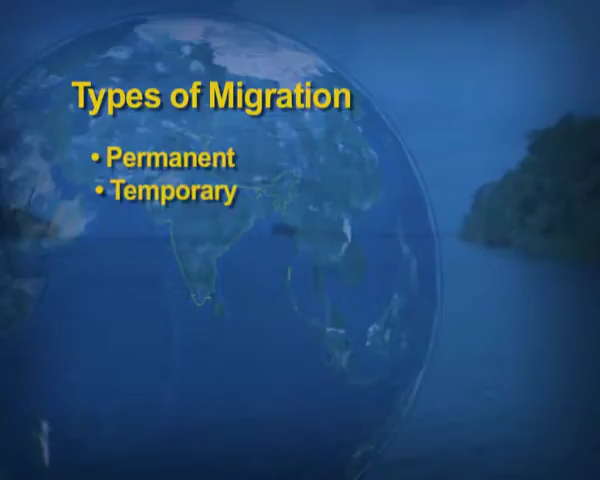 Types of Migration
• Permanent
• Temporary